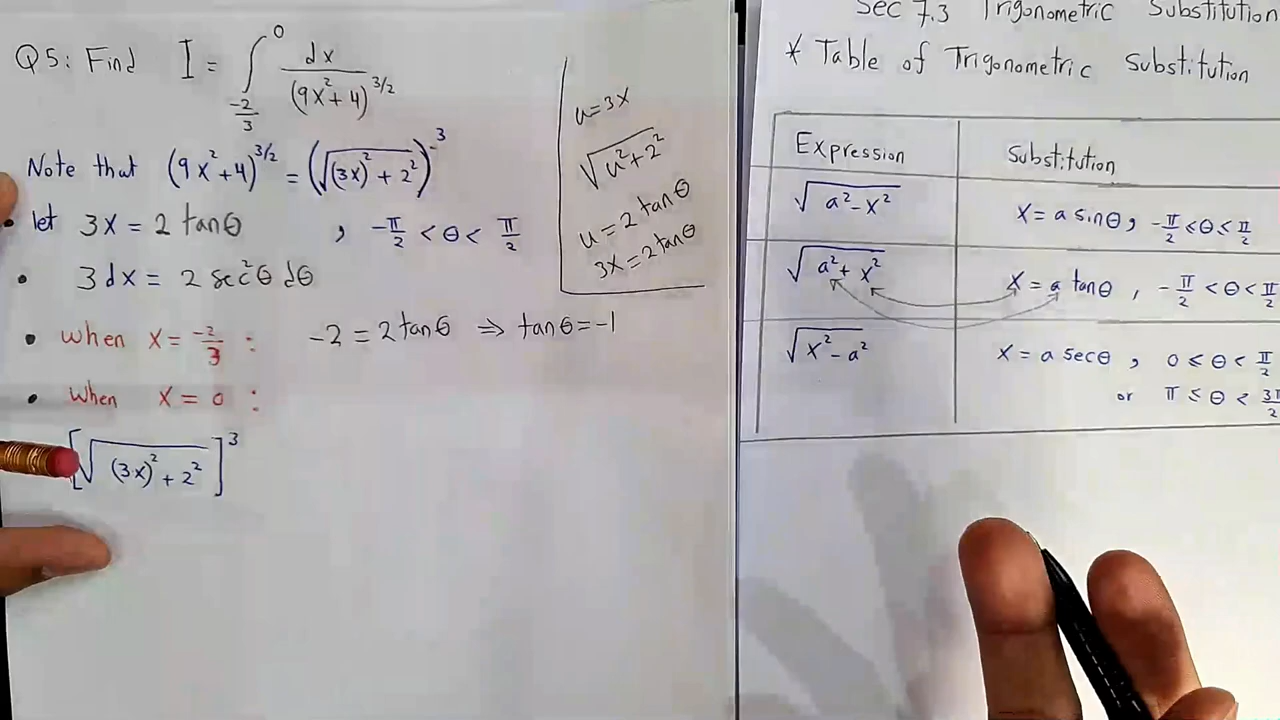 Q5: Find I = ∫_{-2/3}^{0} dx / (9x²+4)^{3/2}
Note that (9x²+4)^{3/2} = (√((3x)²+2²))^3
• let 3x = 2 tanθ , -π/2 < θ < π/2
• 3dx = 2 sec²θ dθ
• when x = -2/3 : -2 = 2 tanθ ⇒ tanθ = -1
• when x = 0 :
[√((3x)²+2²)]^3
u=3x
√(u²+2²)
u=2 tanθ
3x=2tanθ
Sec 7.3 Trigonometric Substitution
* Table of Trigonometric Substitution
Expression Substitution
√(a²-x²) x = a sinθ, -π/2 ≤ θ ≤ π/2
√(a²+x²) x = a tanθ, -π/2 < θ < π/2
√(x²-a²) x = a secθ , 0 ≤ θ < π/2
or π ≤ θ < 3π/2